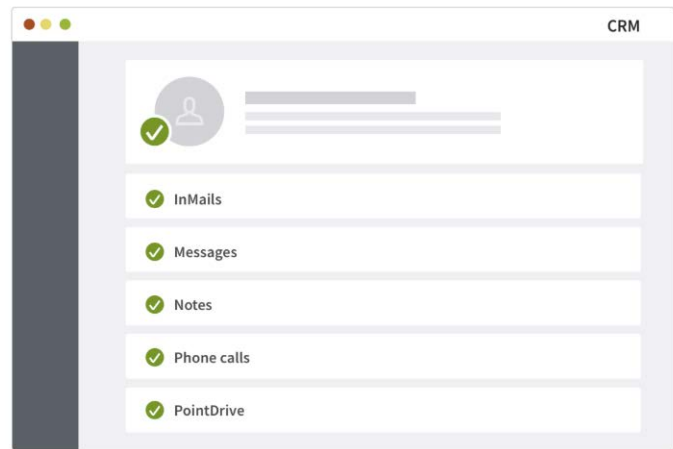 CRM
InMails
Messages
Notes
Phone calls
PointDrive